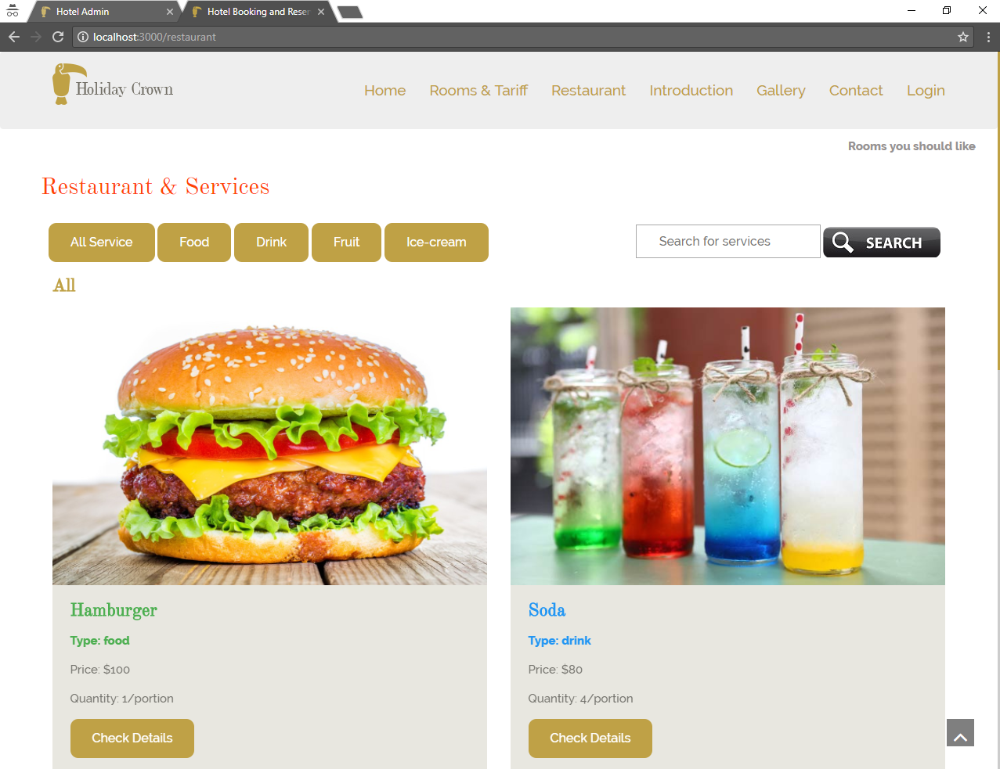 Hotel Admin
Hotel Booking and Reser
localhost:3000/restaurant
Holiday Crown
Home Rooms & Tariff Restaurant Introduction Gallery Contact Login
Rooms you should like
Restaurant & Services
All Service Food Drink Fruit Ice-cream
Search for services SEARCH
All
Hamburger
Type: food
Price: $100
Quantity: 1/portion
Check Details
Soda
Type: drink
Price: $80
Quantity: 4/portion
Check Details